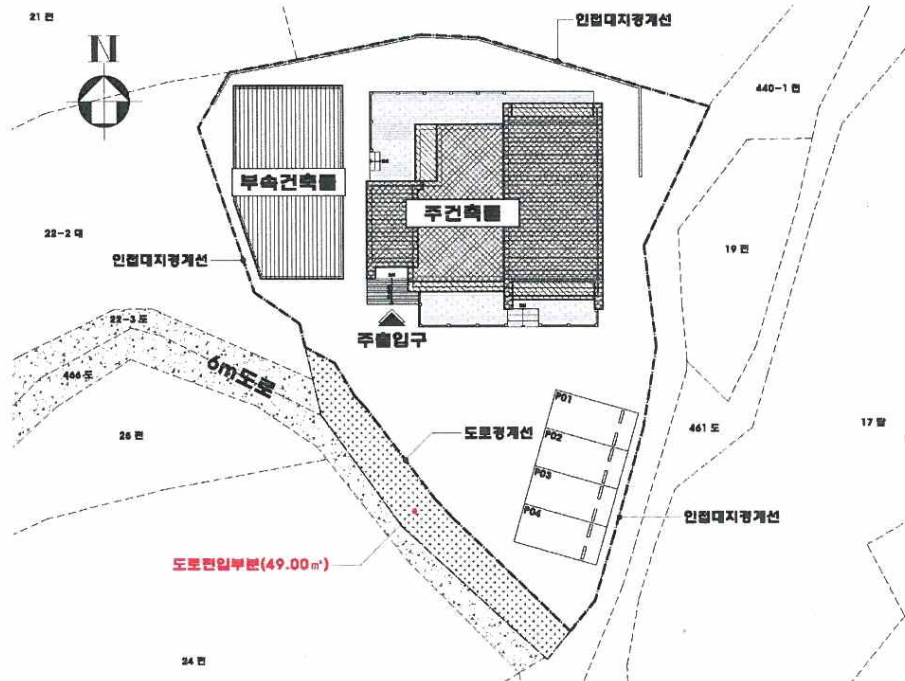 21 전
인접대지경계선
N
440-1 전
부속건축물
주건축물
22-2 대
19 전
인접대지경계선
22-3 도
주출입구
6m도로
466 도
P01
25 전
도로경계선
P02
461 도
17 답
P03
P04
인접대지경계선
도로편입부분(49.00㎡)
24 전